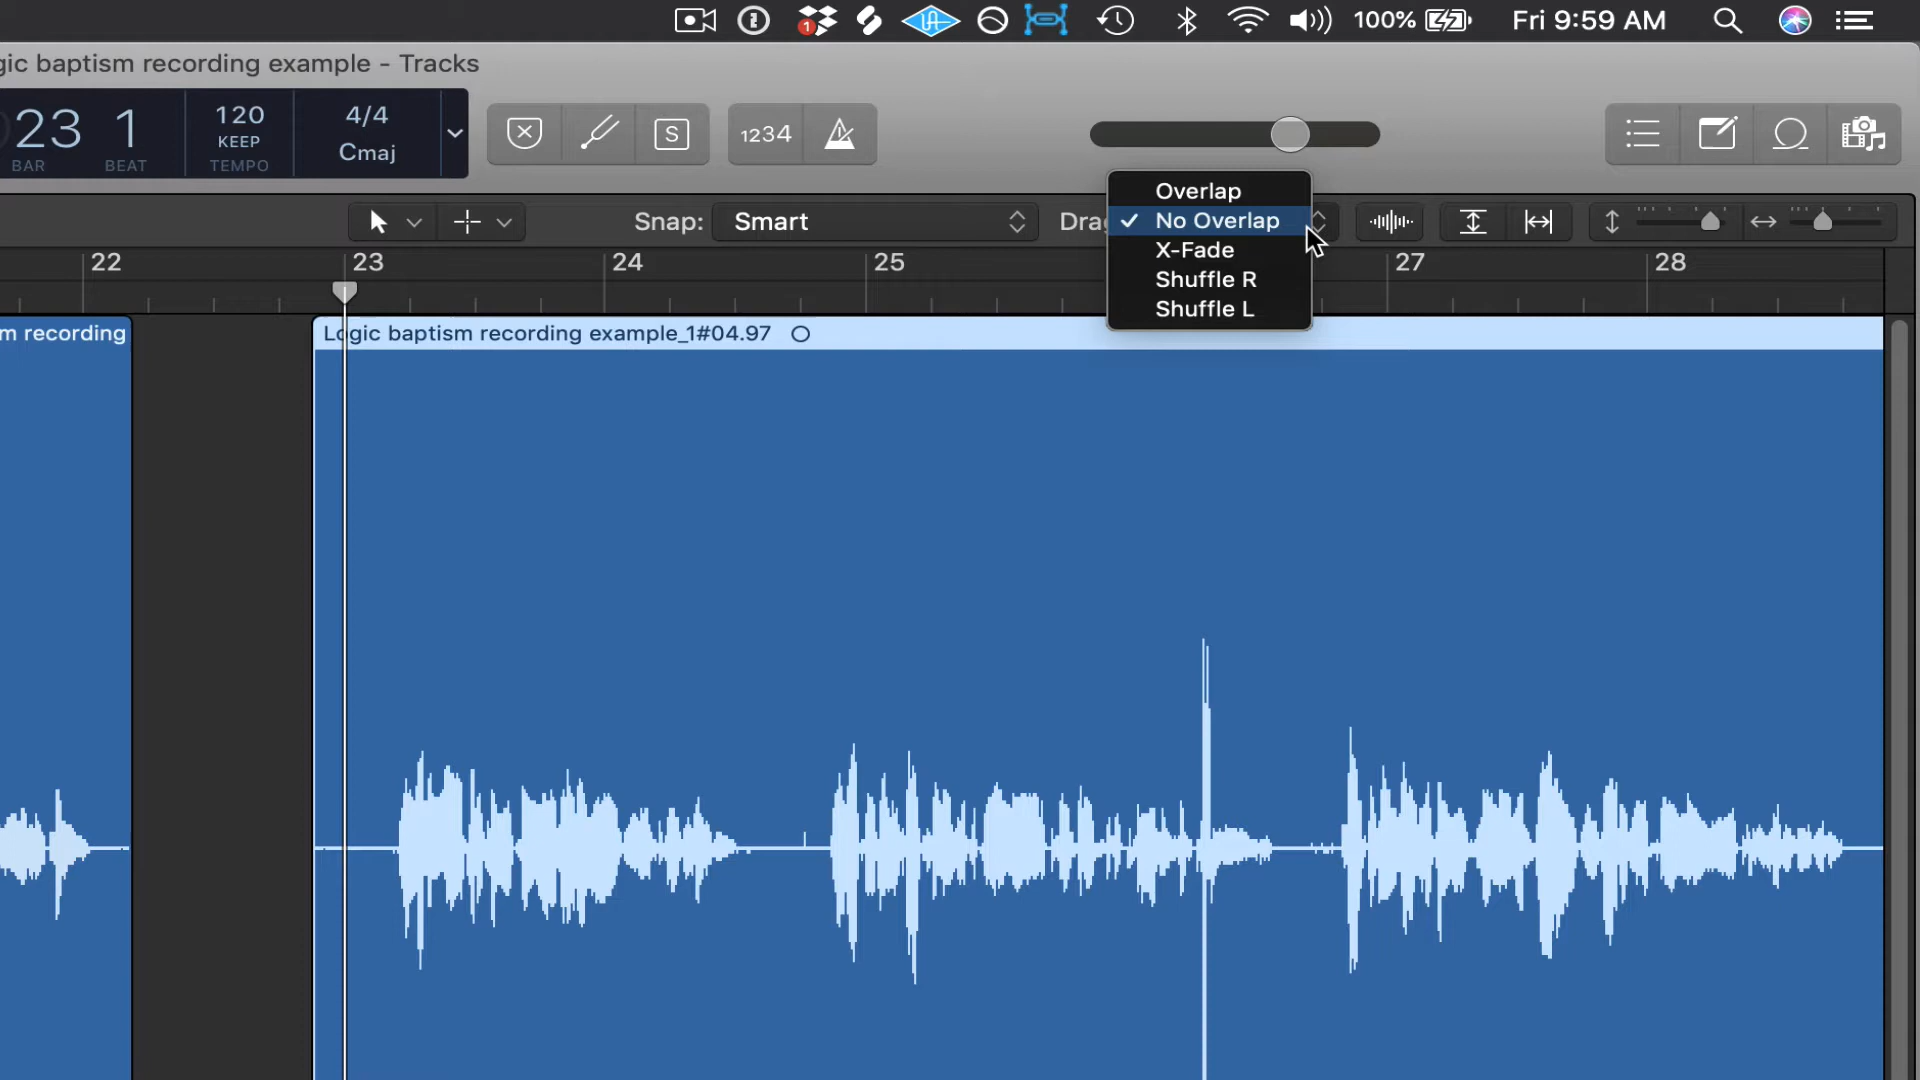 1
100%
Fri 9:59 AM
gic baptism recording example - Tracks
23 1
BAR
BEAT
120
KEEP
TEMPO
4/4
Cmaj
S
1234
Snap:
Smart
Drag
Overlap
No Overlap
X-Fade
Shuffle R
Shuffle L
22 23 24 25 27 28
m recording
Logic baptism recording example_1#04.97